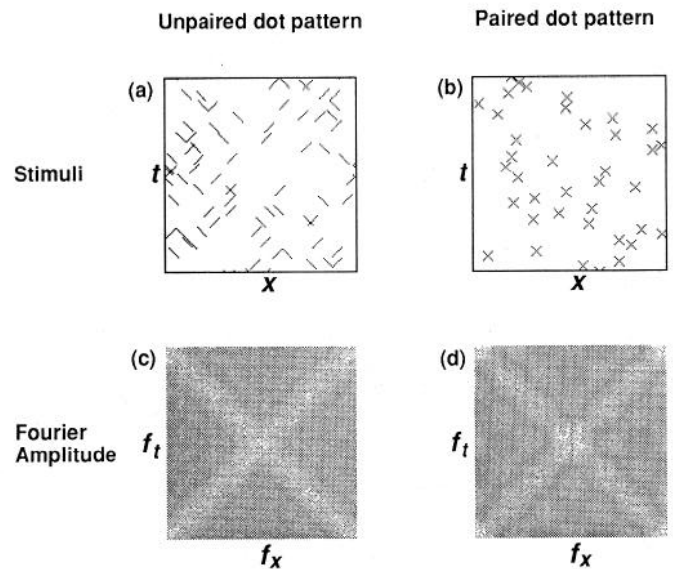 Unpaired dot pattern
Paired dot pattern
(a)
(b)
Stimuli
t
t
x
x
(c)
(d)
Fourier
Amplitude
f_t
f_t
f_x
f_x